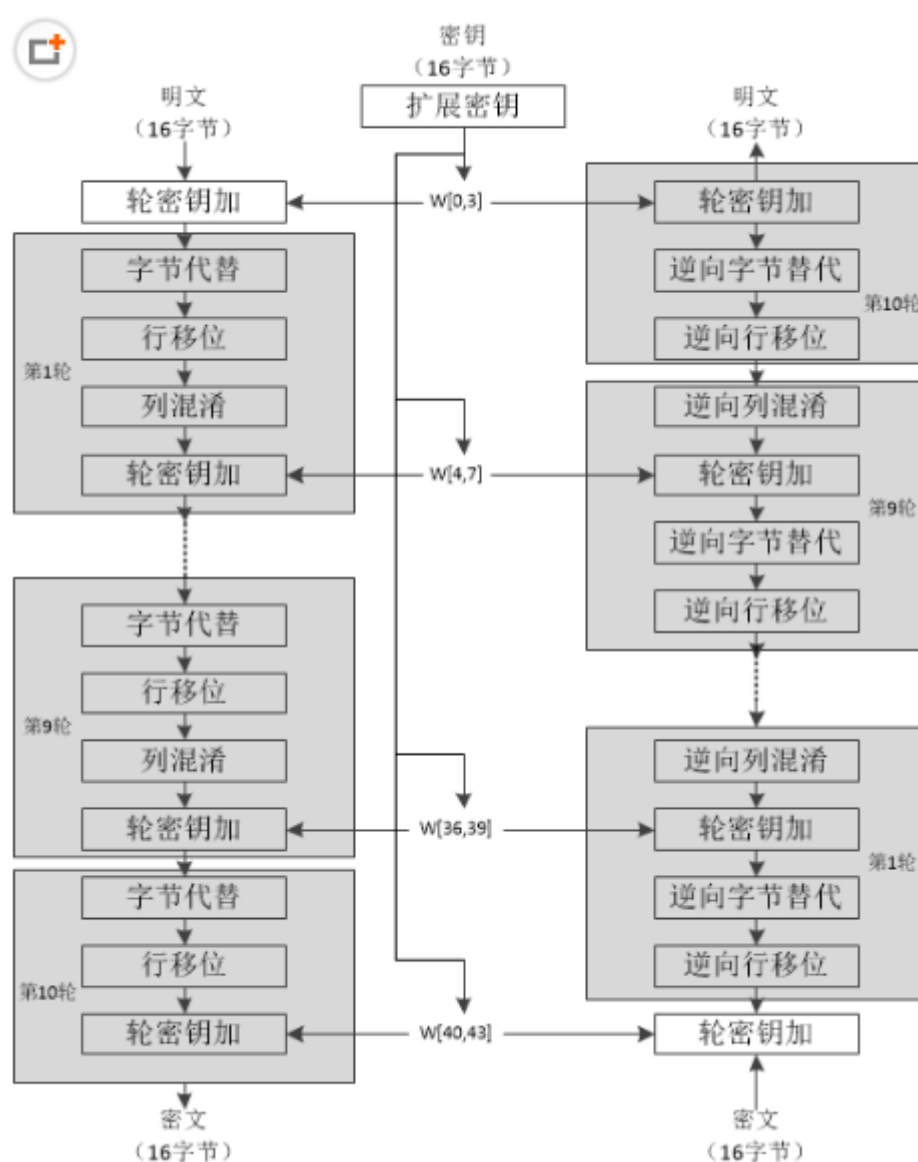 密钥
（16字节）
扩展密钥
明文
（16字节）
轮密钥加
第1轮
字节代替
行移位
列混淆
轮密钥加
第9轮
字节代替
行移位
列混淆
轮密钥加
第10轮
字节代替
行移位
轮密钥加
密文
（16字节）
W[0,3]
W[4,7]
W[36,39]
W[40,43]
明文
（16字节）
轮密钥加
逆向字节替代
第10轮
逆向行移位
逆向列混淆
轮密钥加
第9轮
逆向字节替代
逆向行移位
逆向列混淆
轮密钥加
第1轮
逆向字节替代
逆向行移位
轮密钥加
密文
（16字节）